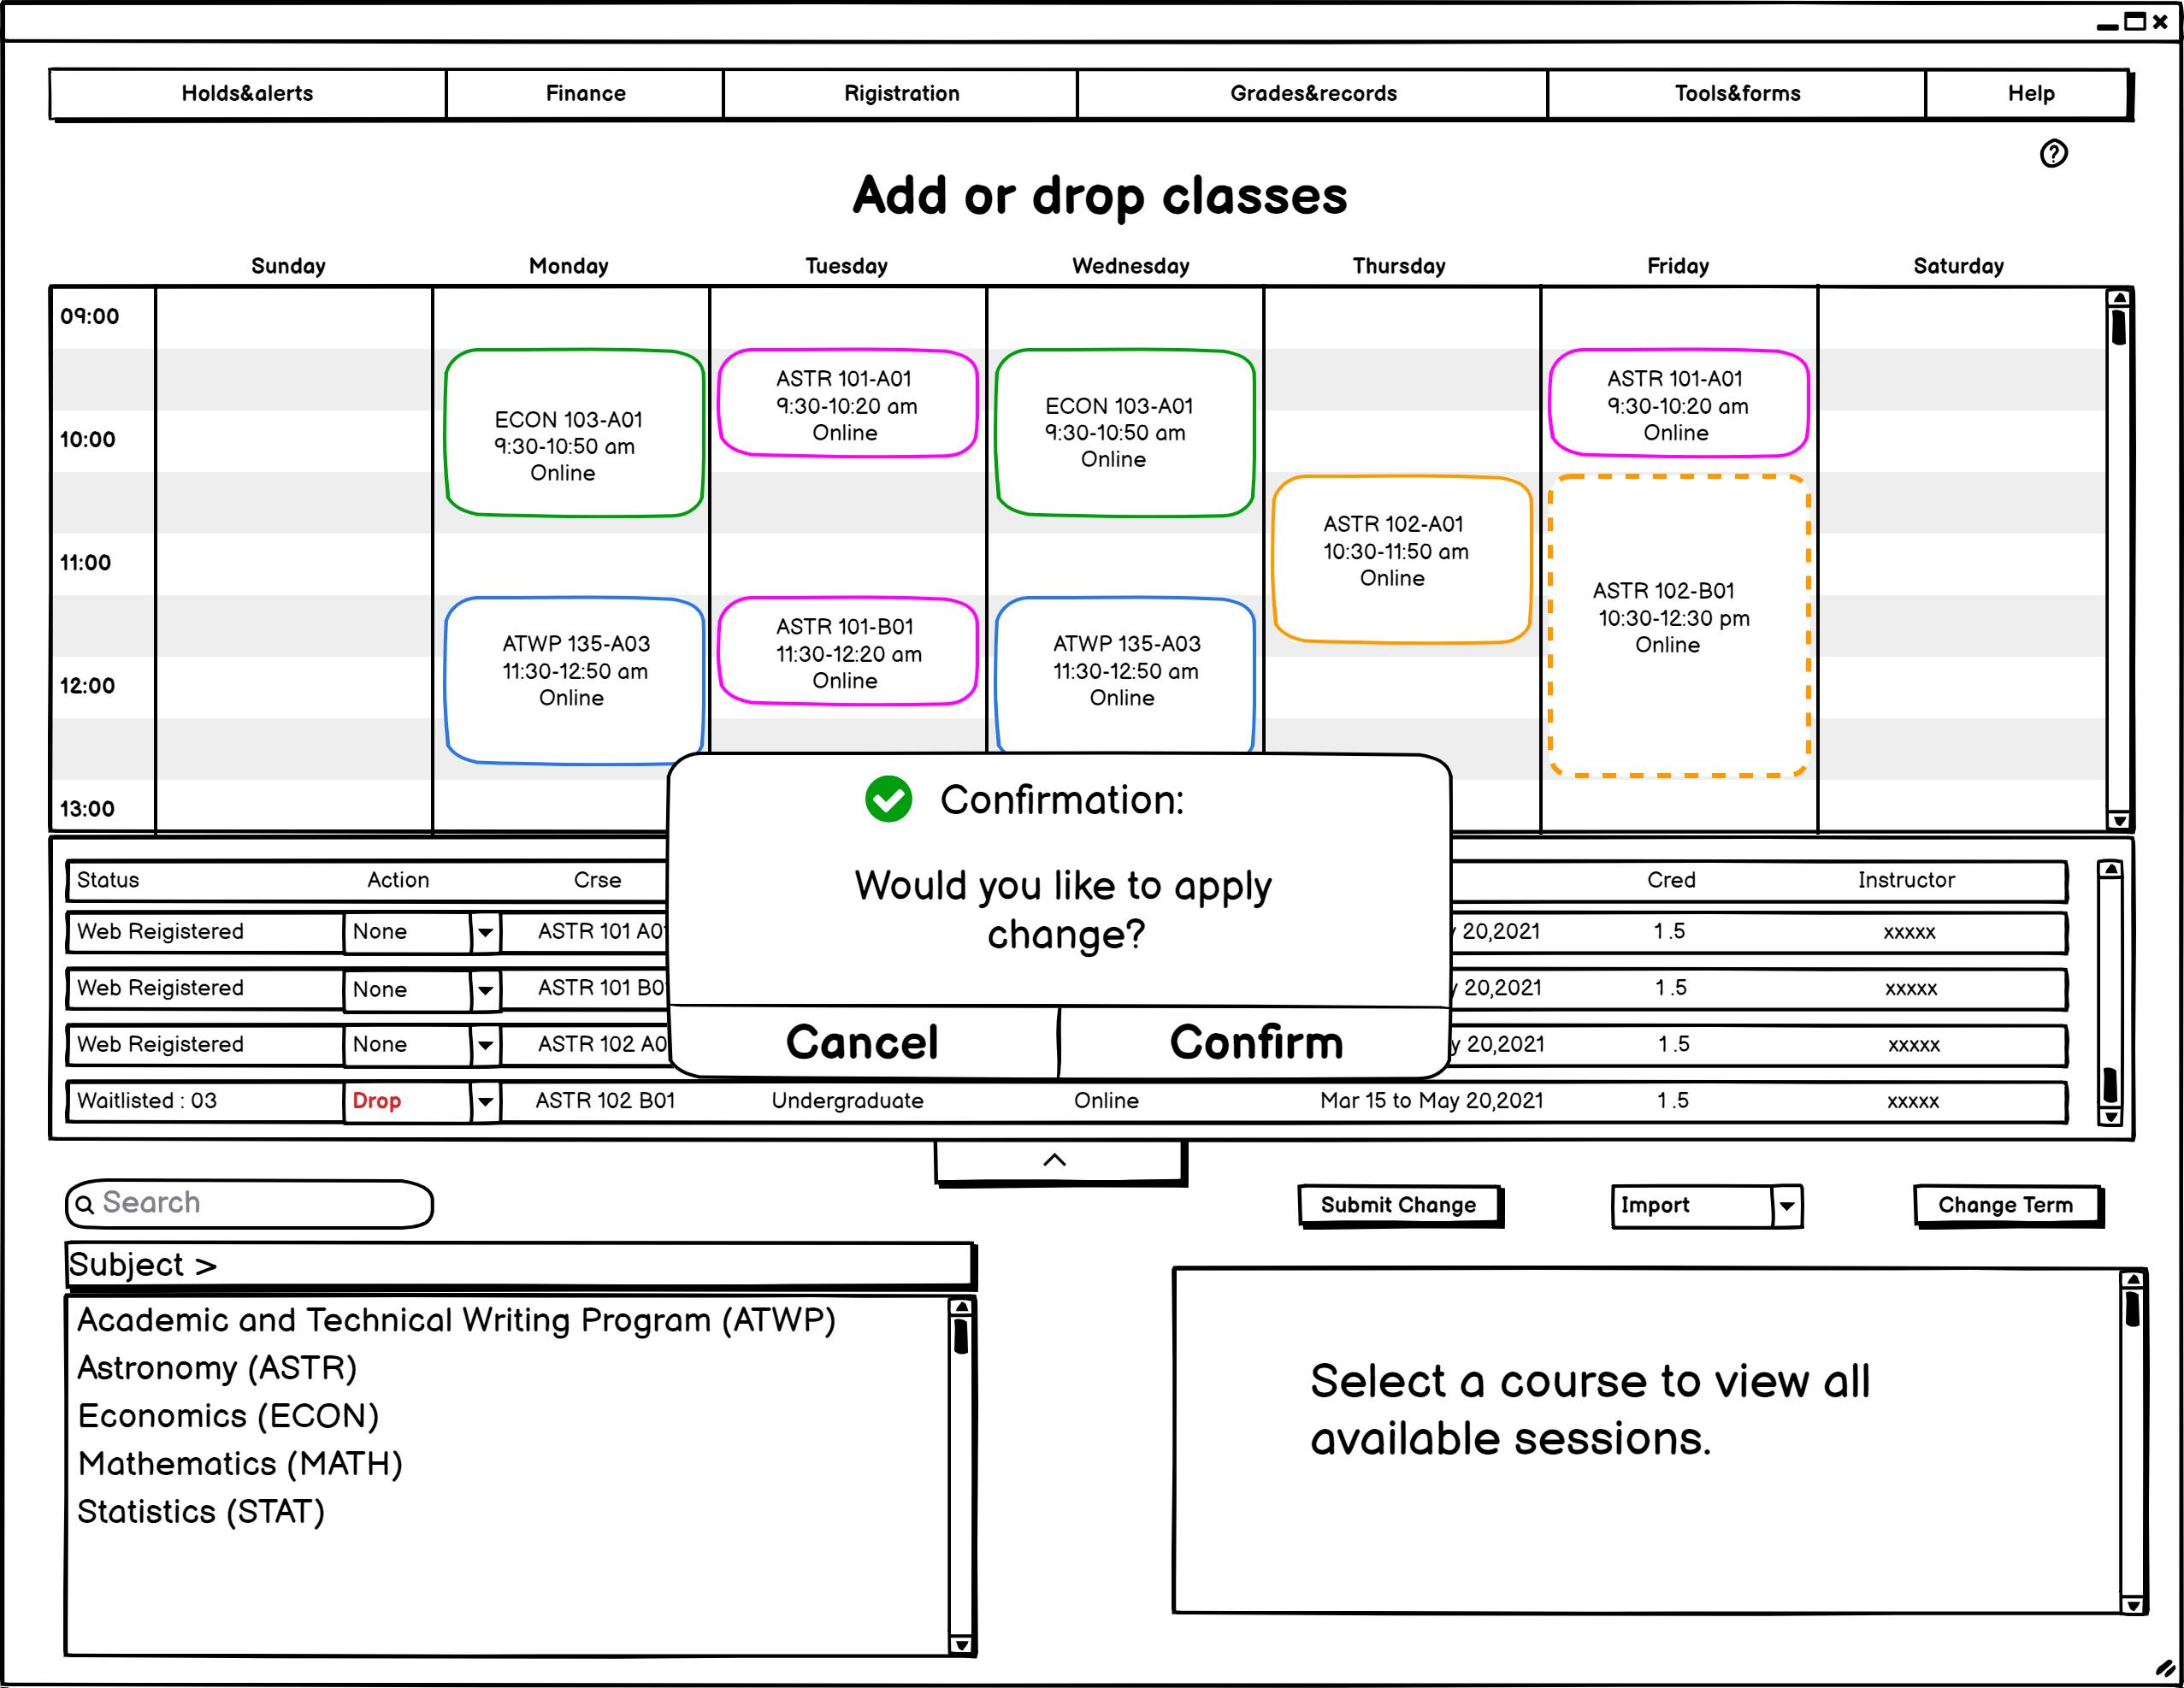 Holds&alerts Finance Rigistration Grades&records Tools&forms Help
?
Add or drop classes
Sunday Monday Tuesday Wednesday Thursday Friday Saturday
09:00
10:00
11:00
12:00
13:00
ECON 103-A01
9:30-10:50 am
Online
ATWP 135-A03
11:30-12:50 am
Online
ASTR 101-A01
9:30-10:20 am
Online
ASTR 101-B01
11:30-12:20 am
Online
ECON 103-A01
9:30-10:50 am
Online
ATWP 135-A03
11:30-12:50 am
Online
ASTR 102-A01
10:30-11:50 am
Online
ASTR 101-A01
9:30-10:20 am
Online
ASTR 102-B01
10:30-12:30 pm
Online
Confirmation:
Would you like to apply
change?
Cancel Confirm
Status Action Crse Cred Instructor
Web Reigistered None ASTR 101 A01 20,2021 1.5 xxxxx
Web Reigistered None ASTR 101 B01 20,2021 1.5 xxxxx
Web Reigistered None ASTR 102 A0 20,2021 1.5 xxxxx
Waitlisted : 03 Drop ASTR 102 B01 Undergraduate Online Mar 15 to May 20,2021 1.5 xxxxx
Search
Submit Change Import Change Term
Subject >
Academic and Technical Writing Program (ATWP)
Astronomy (ASTR)
Economics (ECON)
Mathematics (MATH)
Statistics (STAT)
Select a course to view all
available sessions.